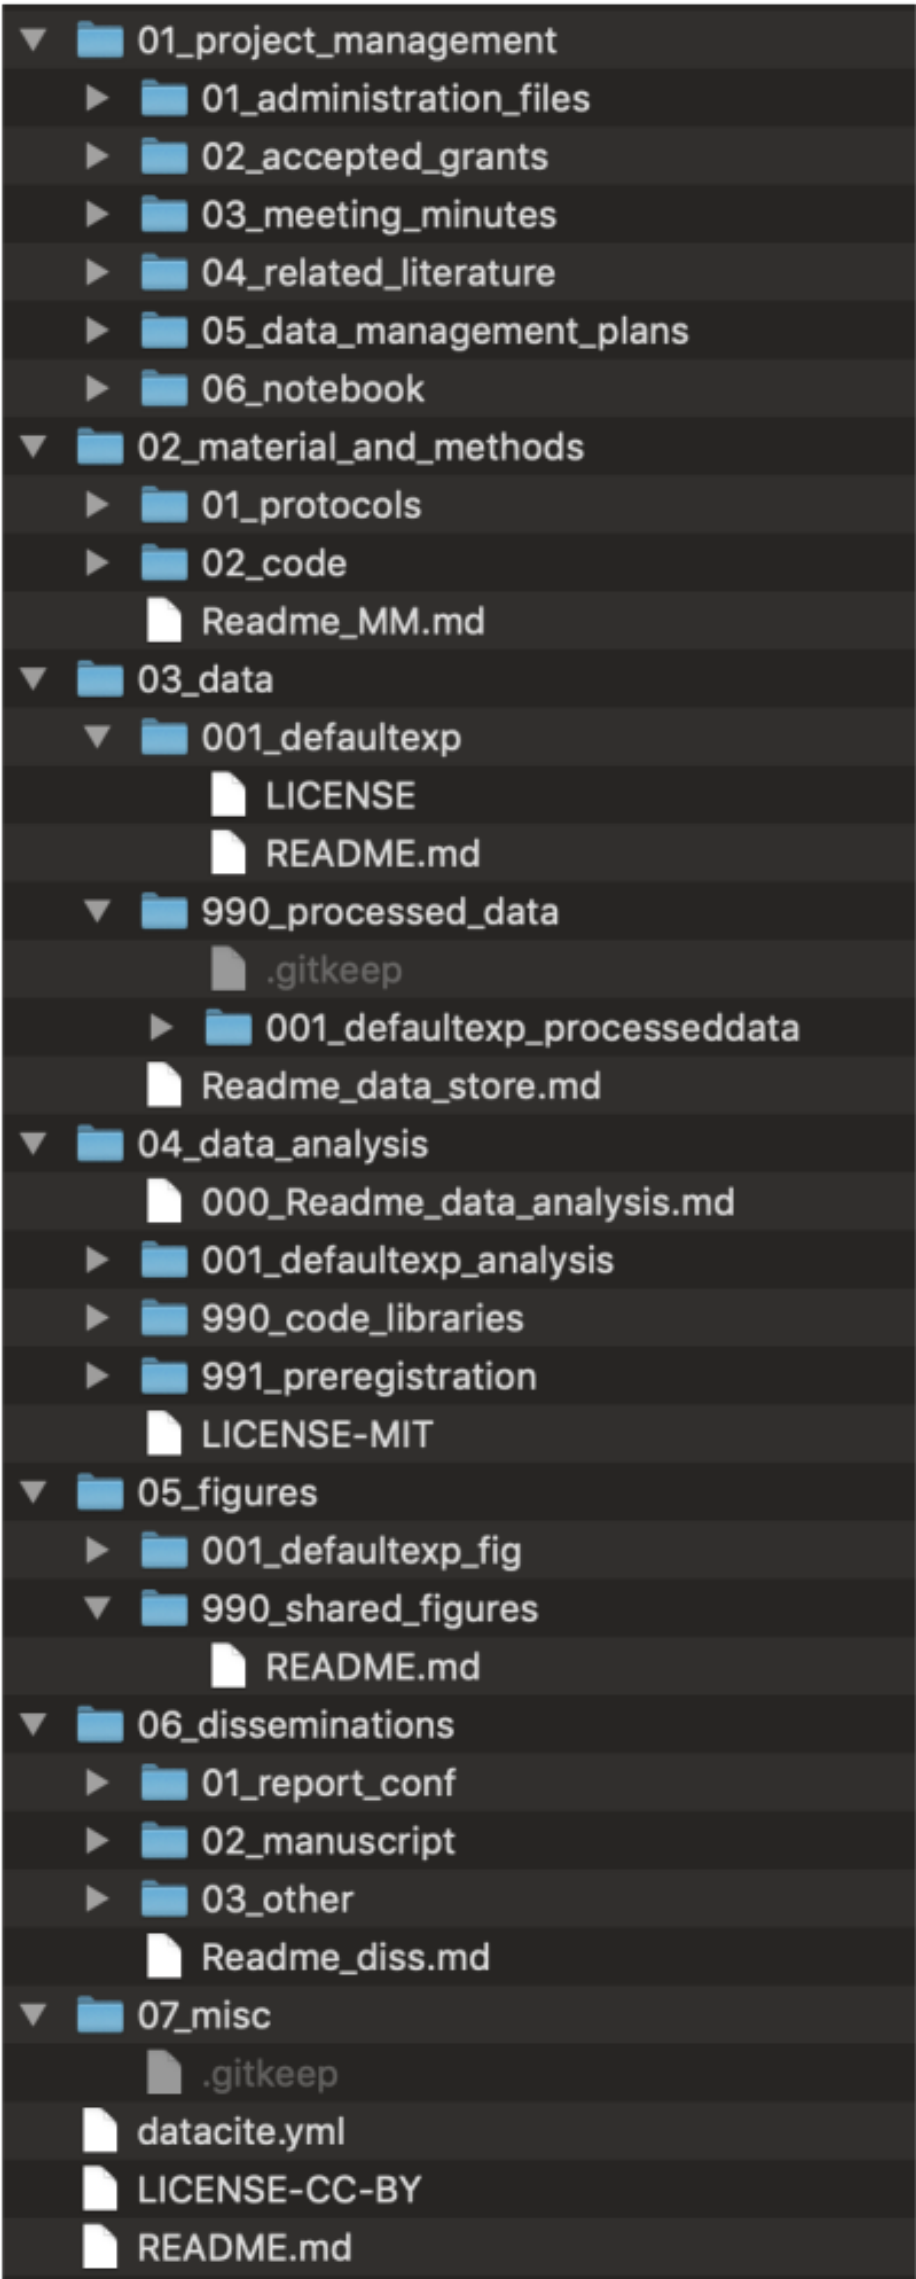 01_project_management
01_administration_files
02_accepted_grants
03_meeting_minutes
04_related_literature
05_data_management_plans
06_notebook
02_material_and_methods
01_protocols
02_code
Readme_MM.md
03_data
001_defaultexp
LICENSE
README.md
990_processed_data
.gitkeep
001_defaultexp_processeddata
Readme_data_store.md
04_data_analysis
000_Readme_data_analysis.md
001_defaultexp_analysis
990_code_libraries
991_preregistration
LICENSE-MIT
05_figures
001_defaultexp_fig
990_shared_figures
README.md
06_disseminations
01_report_conf
02_manuscript
03_other
Readme_diss.md
07_misc
.gitkeep
datacite.yml
LICENSE-CC-BY
README.md